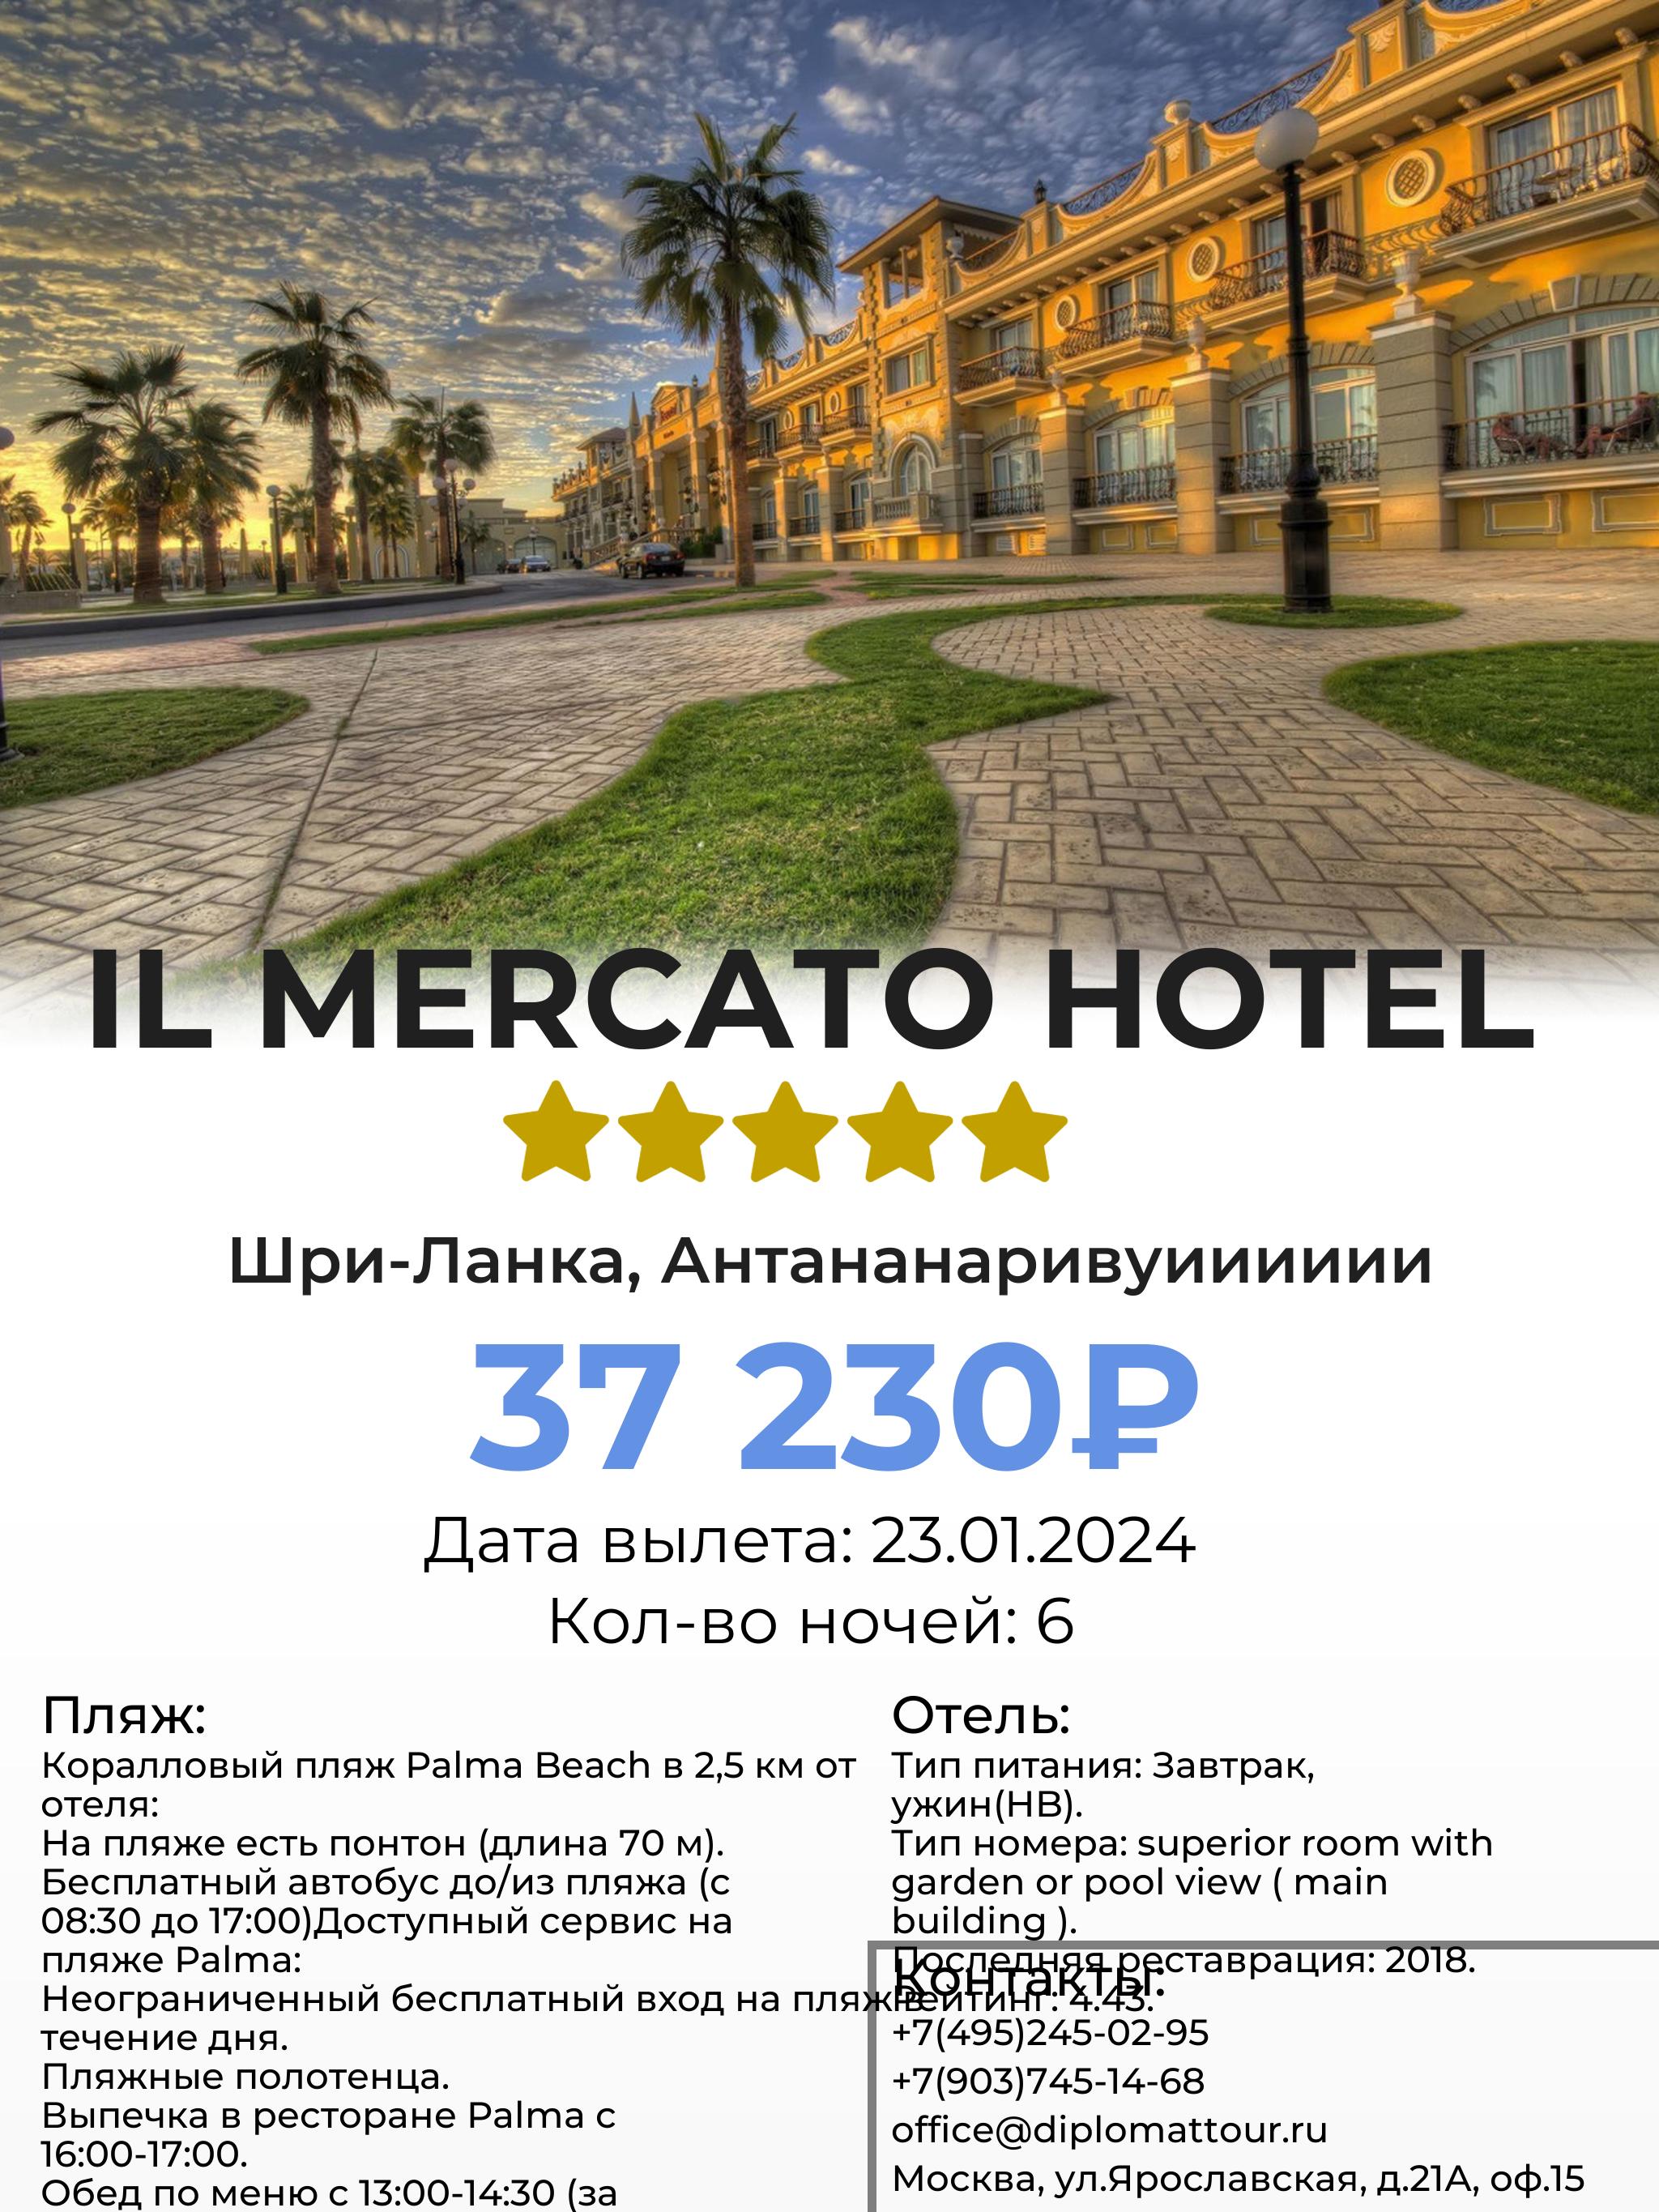 IL MERCATO HOTEL
Шри-Ланка, Антананаривуиииииии
37 230₽
Дата вылета: 23.01.2024
Кол-во ночей: 6
Пляж:
Коралловый пляж Palma Beach в 2,5 км от
отеля:
На пляже есть понтон (длина 70 м).
Бесплатный автобус до/из пляжа (с
08:30 до 17:00)Доступный сервис на
пляже Palma:
Неограниченный бесплатный вход на пляж в
течение дня.
Пляжные полотенца.
Выпечка в ресторане Palma с
16:00-17:00.
Обед по меню с 13:00-14:30 (за
Отель:
Тип питания: Завтрак,
ужин(HB).
Тип номера: superior room with
garden or pool view ( main
building ).
Последняя реставрация: 2018.
Рейтинг: 4.43.
Контакты:
+7(495)245-02-95
+7(903)745-14-68
office@diplomattour.ru
Москва, ул.Ярославская, д.21А, оф.15